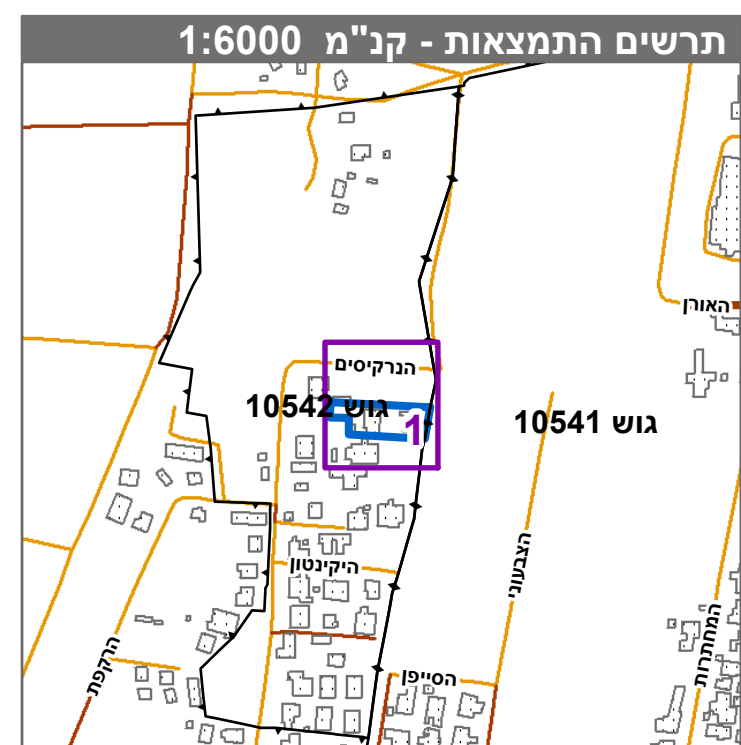 תרשים התמצאות - קנ"מ 1:6000
האורן
הנרקיסים
גוש 10542
1
גוש 10541
הצבעוני
היקינטון
המחתרות
הרקפת
הסייפן